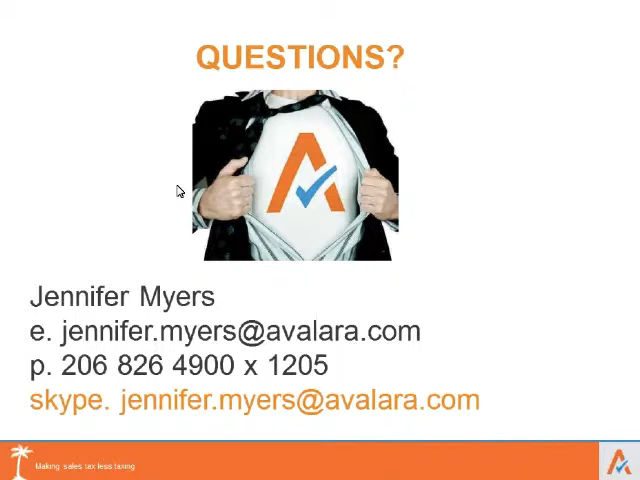 QUESTIONS?
Jennifer Myers
e. jennifer.myers@avalara.com
p. 206 826 4900 x 1205
skype. jennifer.myers@avalara.com
Making sales tax less taxing